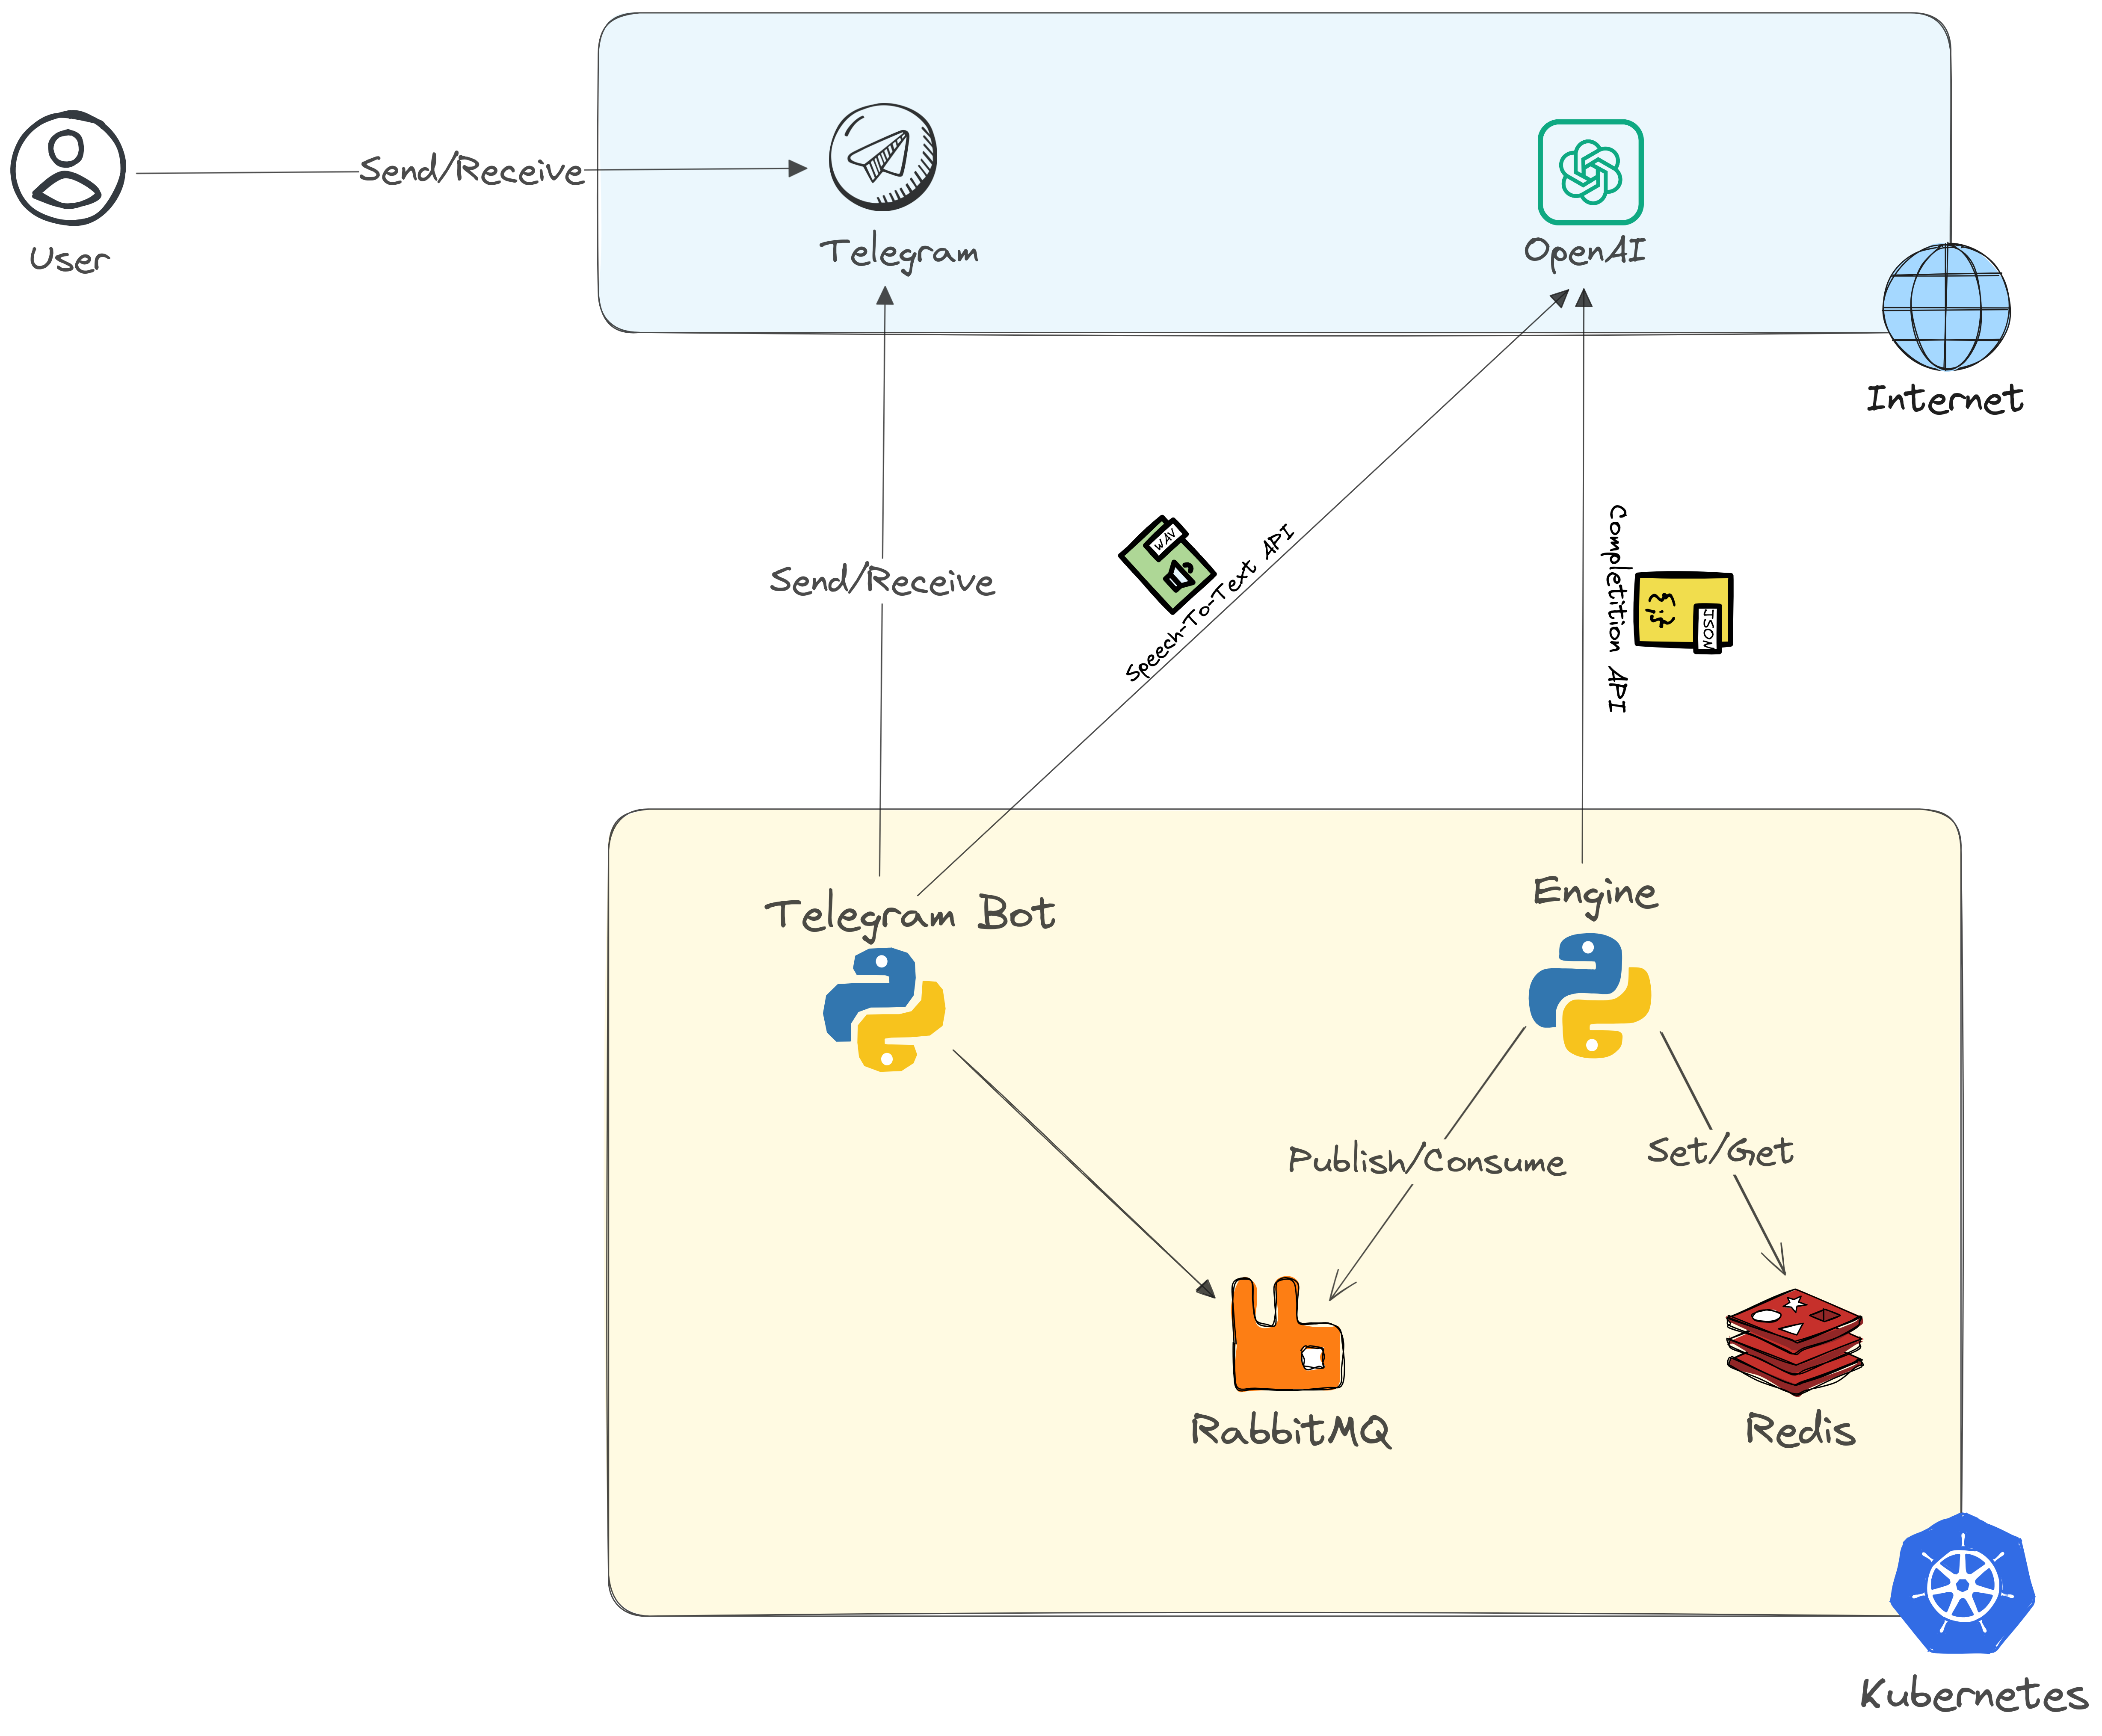 Send/Receive
User
Telegram
OpenAI
Internet
Send/Receive
WAV
Speech-To-Text API
Completition API
JSON
Telegram Bot
Engine
Publish/Consume
Set/Get
RabbitMQ
Redis
Kubernetes